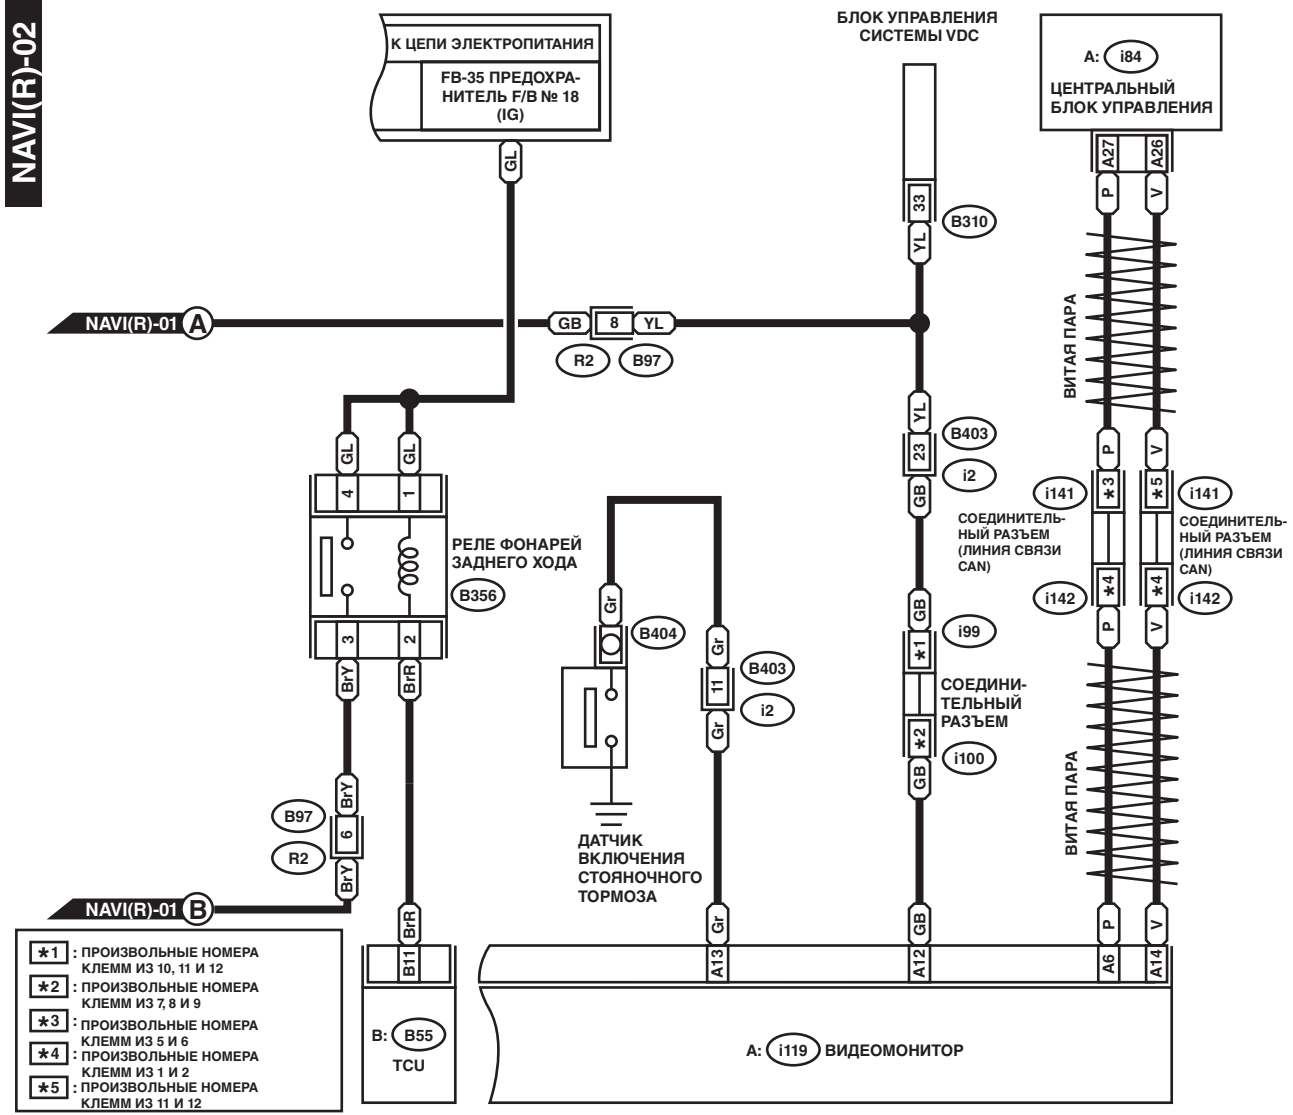 NAVI(R)-02
К ЦЕПИ ЭЛЕКТРОПИТАНИЯ
FB-35 ПРЕДОХРА-
НИТЕЛЬ F/B № 18
(IG)
GL
БЛОК УПРАВЛЕНИЯ
СИСТЕМЫ VDC
33
B310
YL
A: i84
ЦЕНТРАЛЬНЫЙ
БЛОК УПРАВЛЕНИЯ
A27
A26
P
V
ВИТАЯ ПАРА
NAVI(R)-01 A
GB 8 YL
R2 B97
YL
23
B403
i2
GB
GL
GL
4
1
РЕЛЕ ФОНАРЕЙ
ЗАДНЕГО ХОДА
B356
3
2
BrY
BrR
P
V
i141
*3
*5
i141
СОЕДИНИТЕЛЬ-
НЫЙ РАЗЪЕМ
(ЛИНИЯ СВЯЗИ
CAN)
СОЕДИНИТЕЛЬ-
НЫЙ РАЗЪЕМ
(ЛИНИЯ СВЯЗИ
CAN)
i142
*4
*4
i142
P
V
Gr
B404
Gr
11
B403
i2
Gr
GB
*1
i99
СОЕДИНИ-
ТЕЛЬНЫЙ
РАЗЪЕМ
*2
i100
GB
ВИТАЯ ПАРА
BrY
B97
6
R2
BrY
ДАТЧИК
ВКЛЮЧЕНИЯ
СТОЯНОЧНОГО
ТОРМОЗА
NAVI(R)-01 B
BrR
Gr
GB
P
V
B11
A13
A12
A6
A14
*1 : ПРОИЗВОЛЬНЫЕ НОМЕРА
КЛЕММ ИЗ 10, 11 И 12
*2 : ПРОИЗВОЛЬНЫЕ НОМЕРА
КЛЕММ ИЗ 7, 8 И 9
*3 : ПРОИЗВОЛЬНЫЕ НОМЕРА
КЛЕММ ИЗ 5 И 6
*4 : ПРОИЗВОЛЬНЫЕ НОМЕРА
КЛЕММ ИЗ 1 И 2
*5 : ПРОИЗВОЛЬНЫЕ НОМЕРА
КЛЕММ ИЗ 11 И 12
B: B55
TCU
A: i119 ВИДЕОМОНИТОР